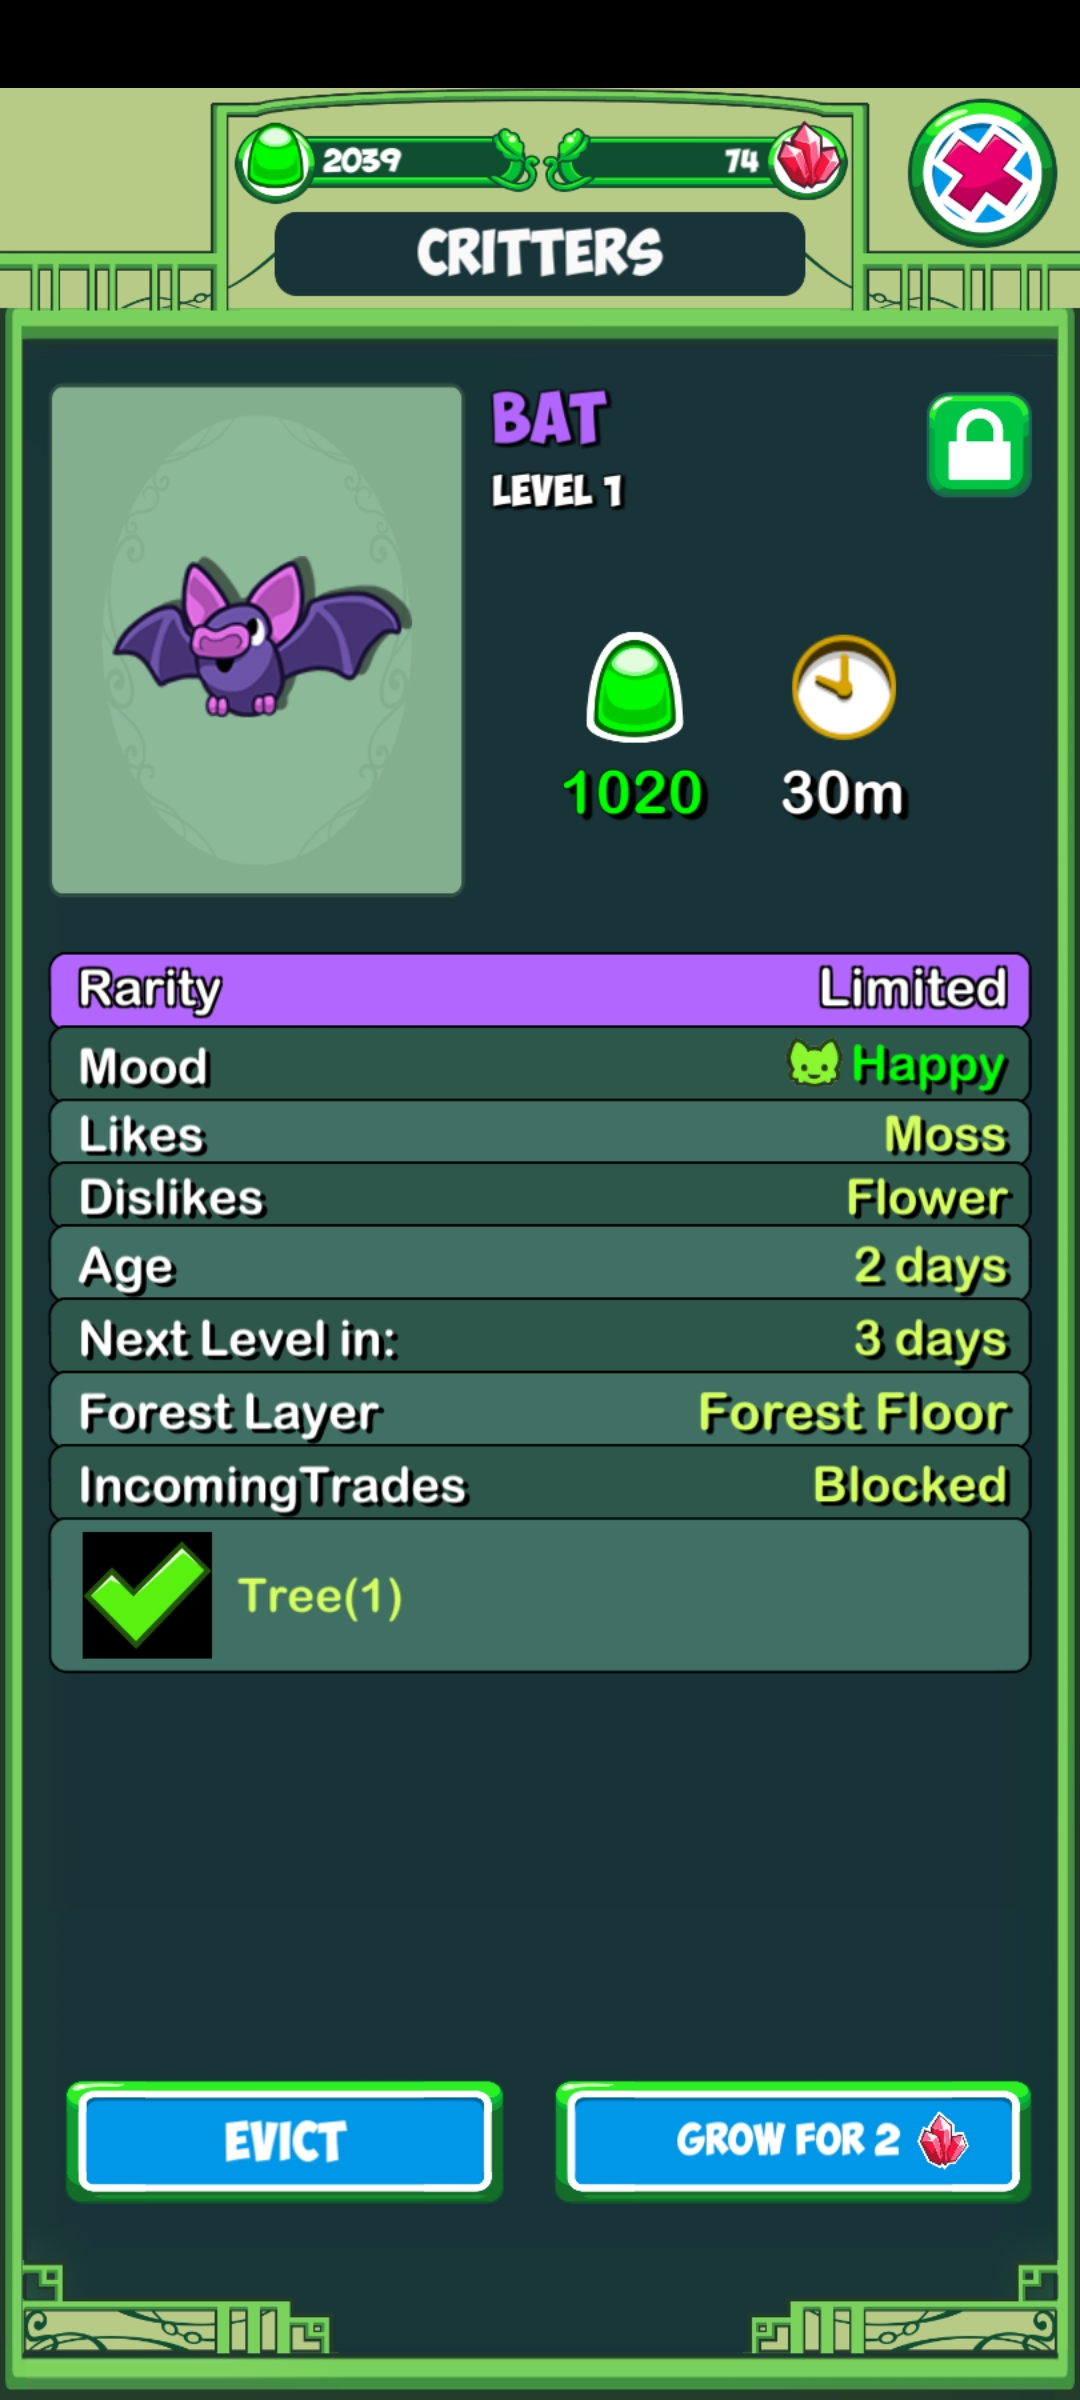 2039
74
CRITTERS
BAT
LEVEL 1
1020
30m
Rarity Limited
Mood Happy
Likes Moss
Dislikes Flower
Age 2 days
Next Level in: 3 days
Forest Layer Forest Floor
IncomingTrades Blocked
Tree(1)
EVICT
GROW FOR 2